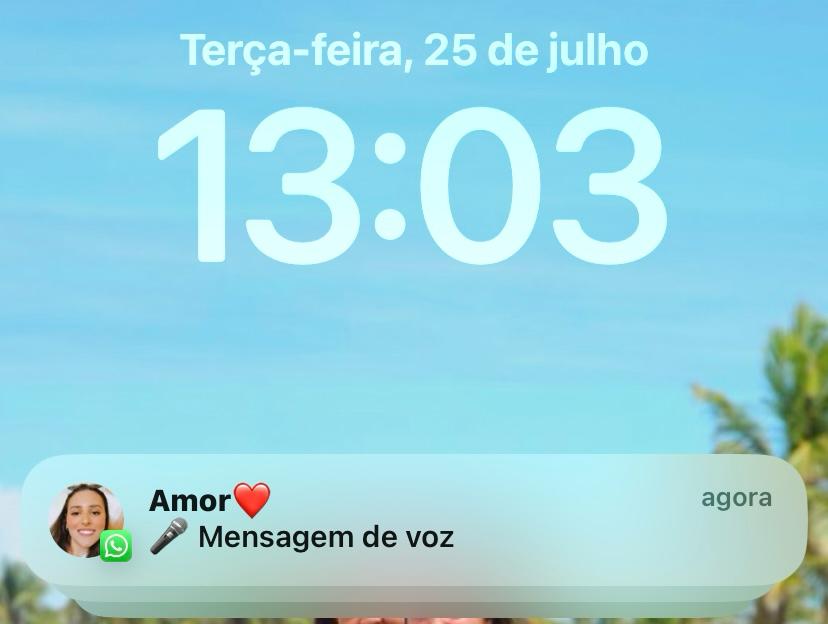 Terça-feira, 25 de julho
13:03
Amor❤️
agora
🎤 Mensagem de voz